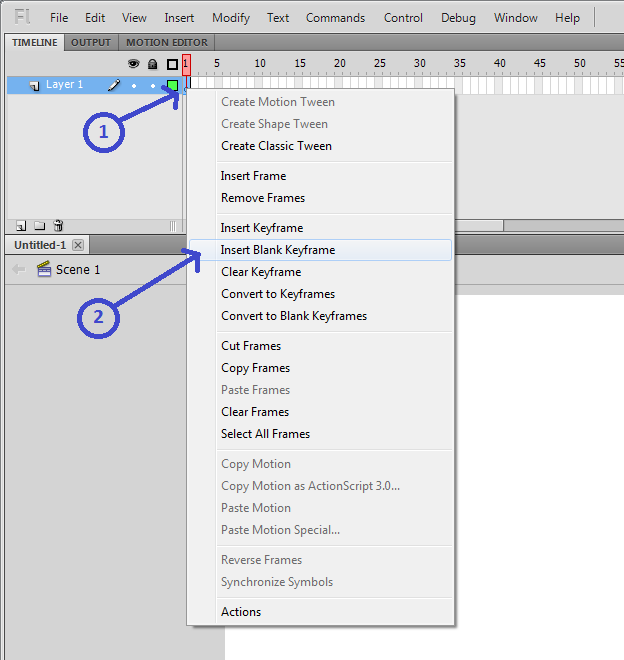 Fl File Edit View Insert Modify Text Commands Control Debug Window Help
TIMELINE OUTPUT MOTION EDITOR
1 5 10 15 20 25 30 35 40 45 50 55
Layer 1
1
Create Motion Tween
Create Shape Tween
Create Classic Tween
Insert Frame
Remove Frames
Insert Keyframe
Untitled-1
Insert Blank Keyframe
Scene 1
Clear Keyframe
Convert to Keyframes
2
Convert to Blank Keyframes
Cut Frames
Copy Frames
Paste Frames
Clear Frames
Select All Frames
Copy Motion
Copy Motion as ActionScript 3.0...
Paste Motion
Paste Motion Special...
Reverse Frames
Synchronize Symbols
Actions